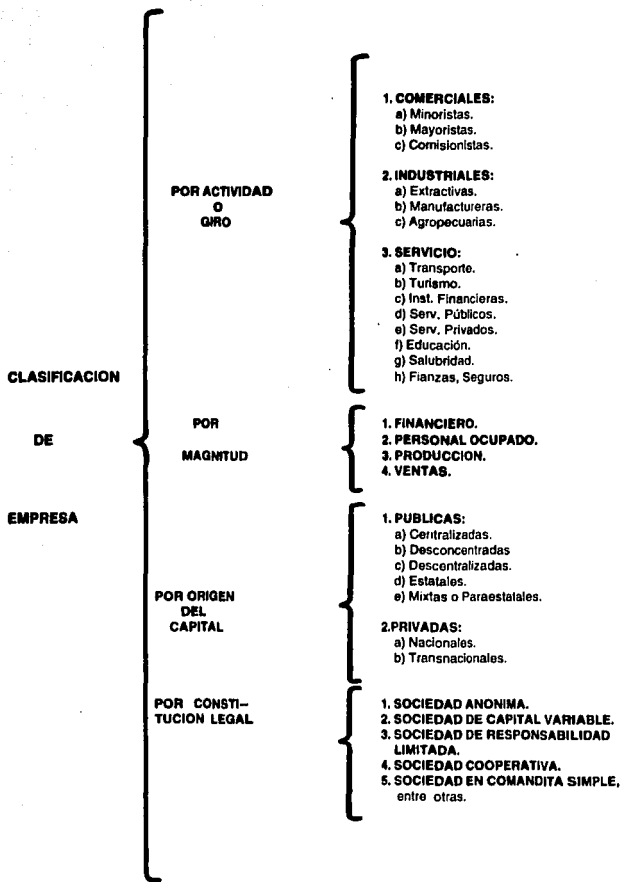 CLASIFICACION
DE
EMPRESA
POR ACTIVIDAD
O
GIRO
1. COMERCIALES:
a) Minoristas.
b) Mayoristas.
c) Comisionistas.
2. INDUSTRIALES:
a) Extractivas.
b) Manufactureras.
c) Agropecuarias.
3. SERVICIO:
a) Transporte.
b) Turismo.
c) Inst. Financieras.
d) Serv. Públicos.
e) Serv. Privados.
f) Educación.
g) Salubridad.
h) Fianzas, Seguros.
POR
MAGNITUD
1. FINANCIERO.
2. PERSONAL OCUPADO.
3. PRODUCCION.
4. VENTAS.
POR ORIGEN
DEL
CAPITAL
1. PUBLICAS:
a) Centralizadas.
b) Desconcentradas
c) Descentralizadas.
d) Estatales.
e) Mixtas o Paraestatales.
2.PRIVADAS:
a) Nacionales.
b) Transnacionales.
POR CONSTI-
TUCION LEGAL
1. SOCIEDAD ANONIMA.
2. SOCIEDAD DE CAPITAL VARIABLE.
3. SOCIEDAD DE RESPONSABILIDAD
LIMITADA.
4. SOCIEDAD COOPERATIVA.
5. SOCIEDAD EN COMANDITA SIMPLE,
entre otras.